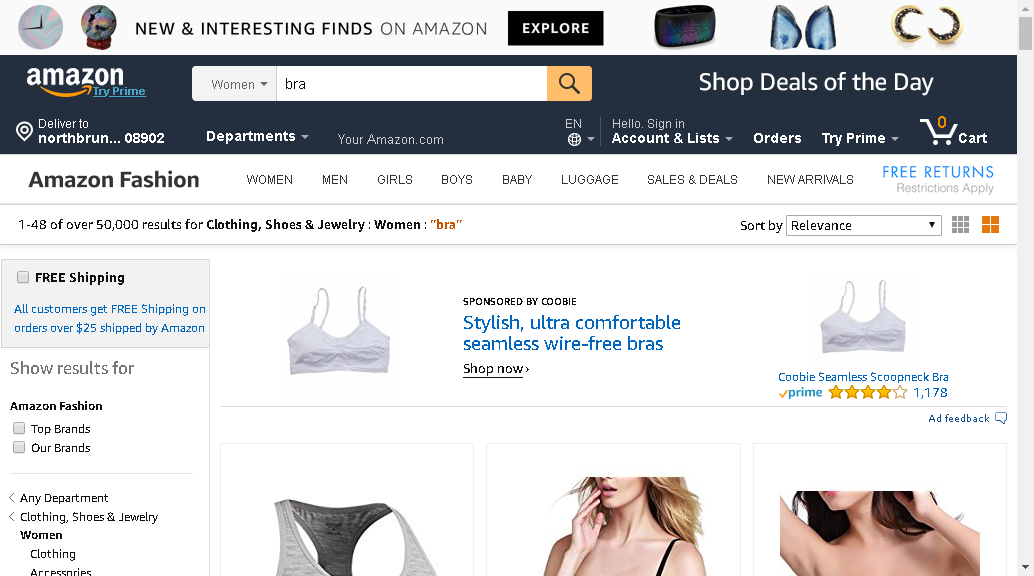 NEW & INTERESTING FINDS ON AMAZON
EXPLORE
amazon
Try Prime
Women
bra
Shop Deals of the Day
Deliver to
northbrun... 08902
Departments
Your Amazon.com
EN
Hello. Sign in
Account & Lists
Orders
Try Prime
0
Cart
Amazon Fashion
WOMEN
MEN
GIRLS
BOYS
BABY
LUGGAGE
SALES & DEALS
NEW ARRIVALS
FREE RETURNS
Restrictions Apply
1-48 of over 50,000 results for Clothing, Shoes & Jewelry : Women : "bra"
Sort by Relevance
FREE Shipping
All customers get FREE Shipping on
orders over $25 shipped by Amazon
Show results for
Amazon Fashion
Top Brands
Our Brands
Any Department
Clothing, Shoes & Jewelry
Women
Clothing
Accessories
SPONSORED BY COOBIE
Stylish, ultra comfortable
seamless wire-free bras
Shop now ›
Coobie Seamless Scoopneck Bra
prime 1,178
Ad feedback